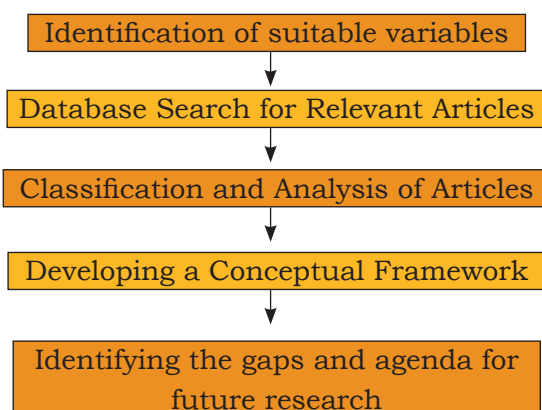 Identification of suitable variables
Database Search for Relevant Articles
Classification and Analysis of Articles
Developing a Conceptual Framework
Identifying the gaps and agenda for
future research